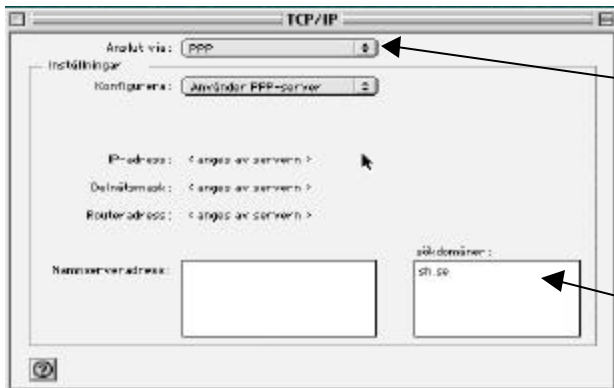 TCP/IP
Anslut via: PPP
Inställningar
Konfigurera: Använder PPP-server
IP-adress: < anges av servern >
Delnätsmask: < anges av servern >
Routeradress: < anges av servern >
sökdomäner:
Namnserveradress: sh.se
?